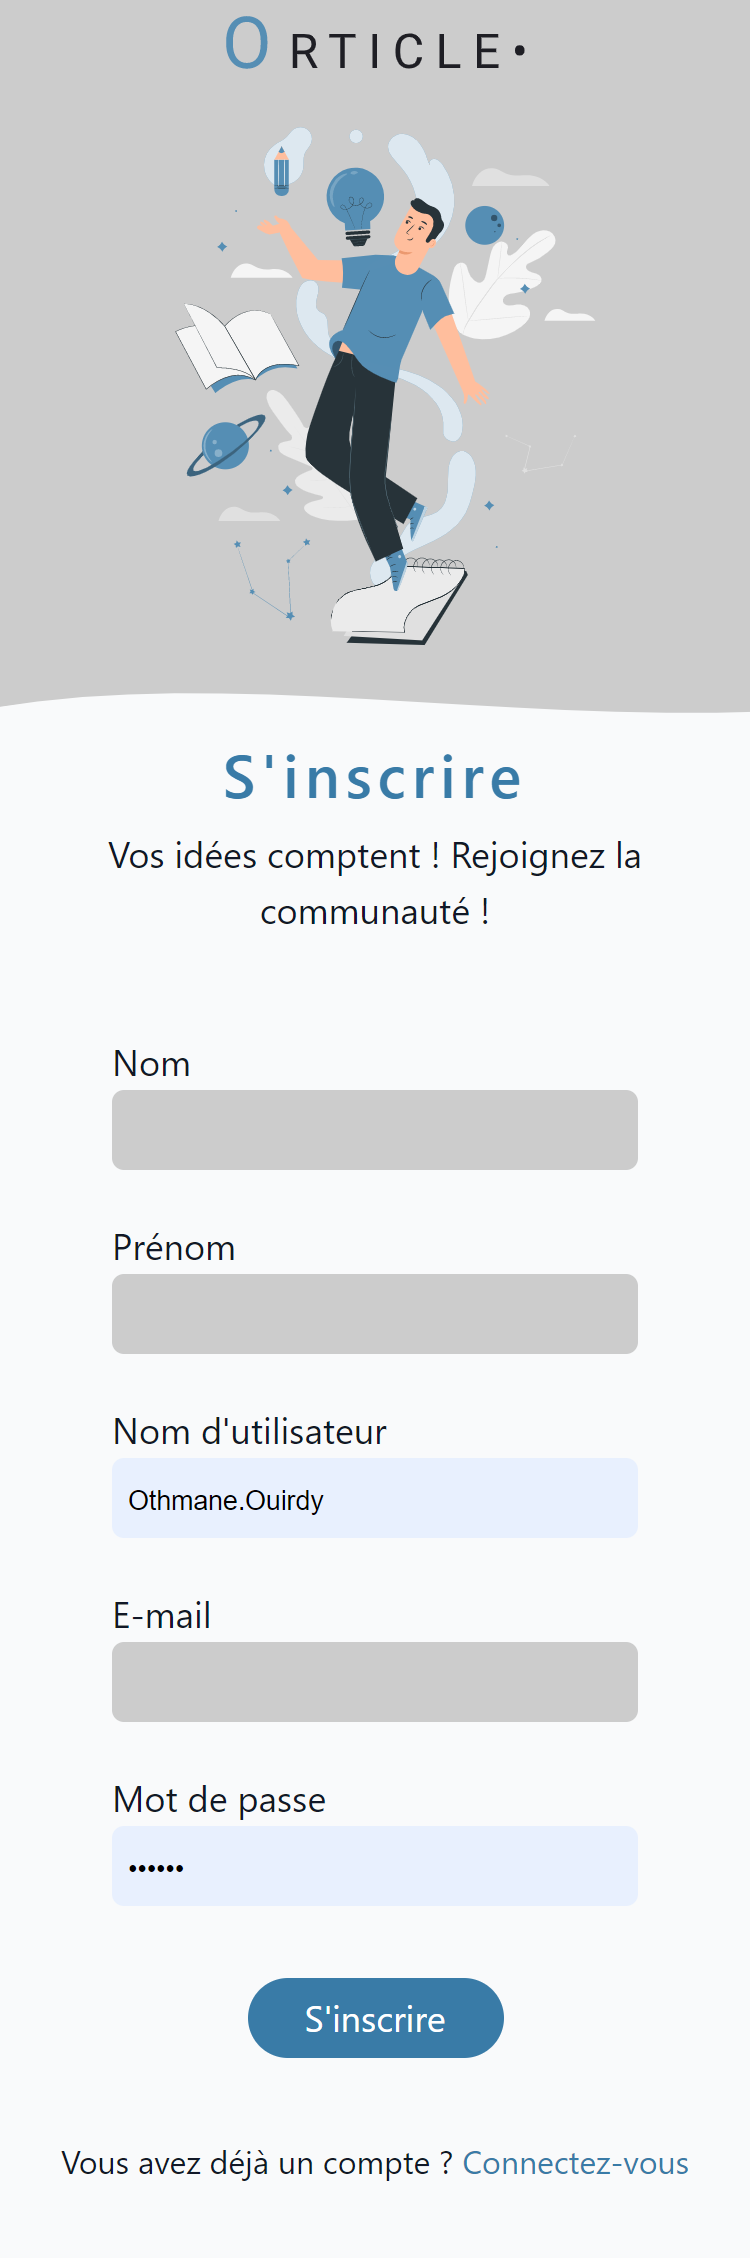 ORTICLE•
S'inscrire
Vos idées comptent ! Rejoignez la
communauté !
Nom
Prénom
Nom d'utilisateur
Othmane.Ouirdy
E-mail
Mot de passe
••••••
S'inscrire
Vous avez déjà un compte ? Connectez-vous